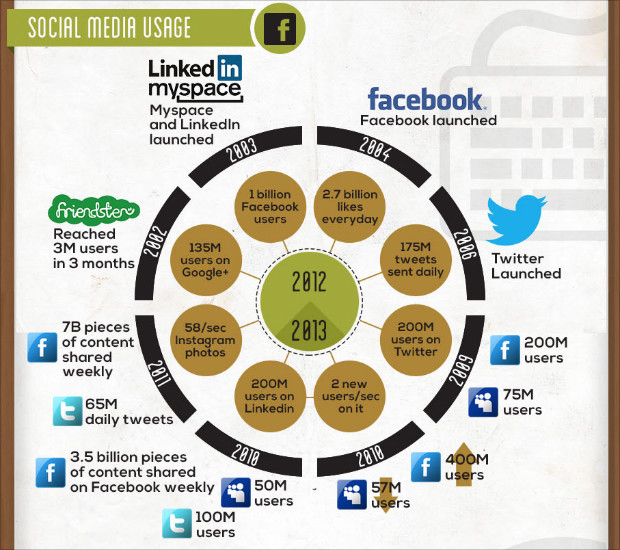 SOCIAL MEDIA USAGE
f
Linked in
myspace
Myspace
and LinkedIn
launched
facebook
Facebook launched
2003
2004
friendster
Reached
3M users
in 3 months
2002
1 billion
Facebook
users
2.7 billion
likes
everyday
2006
Twitter
Launched
135M
users on
Google+
175M
tweets
sent daily
2012
2013
58/sec
Instagram
photos
200M
users on
Twitter
200M
users on
Linkedin
2 new
users/sec
on it
f
7B pieces
of content
shared
weekly
2011
2009
f
200M
users
t
65M
daily tweets
75M
users
f
3.5 billion pieces
of content shared
on Facebook weekly
2010
2010
f
400M
users
50M
users
57M
users
t
100M
users